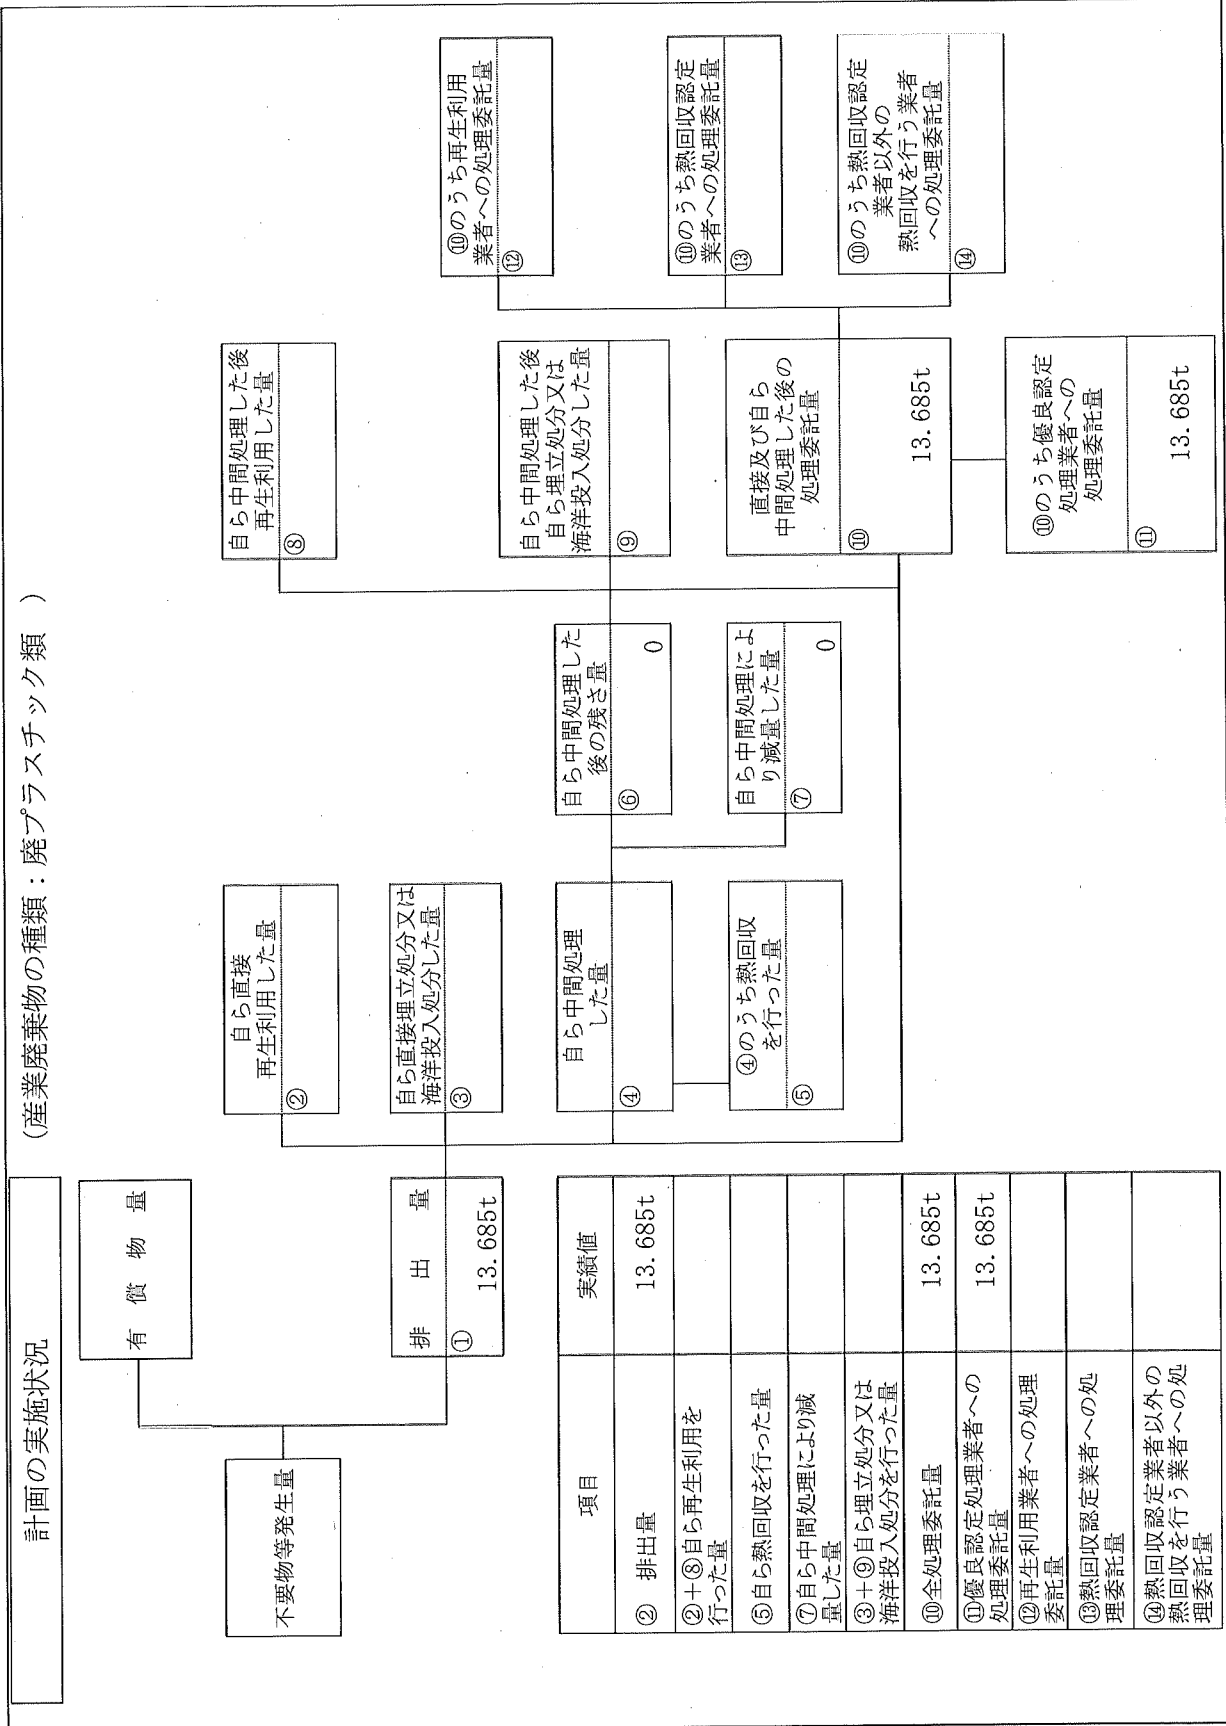 計画の実施状況
(産業廃棄物の種類：廃プラスチック類 )
不要物等発生量
有 償 物 量
排 出 量
① 13.685t
自ら直接
再生利用した量
②
自ら直接埋立処分又は
海洋投入処分した量
③
自ら中間処理
した量
④
④のうち熱回収
を行った量
⑤
自ら中間処理した
後の残さ量
⑥ 0
自ら中間処理によ
り減量した量
⑦ 0
自ら中間処理した後
再生利用した量
⑧
自ら中間処理した後
自ら埋立処分又は
海洋投入処分した量
⑨
直接及び自ら
中間処理した後の
処理委託量
⑩ 13.685t
⑩のうち優良認定
処理業者への
処理委託量
⑪ 13.685t
⑩のうち再生利用
業者への処理委託量
⑫
⑩のうち熱回収認定
業者への処理委託量
⑬
⑩のうち熱回収認定
業者以外の
熱回収を行う業者
への処理委託量
⑭
項目 実績値
② 排出量 13.685t
②＋⑧自ら再生利用を
行った量
⑤自ら熱回収を行った量
⑦自ら中間処理により減
量した量
③＋⑨自ら埋立処分又は
海洋投入処分を行った量
⑩全処理委託量 13.685t
⑪優良認定処理業者への
処理委託量 13.685t
⑫再生利用業者への処理
委託量
⑬熱回収認定業者への処
理委託量
⑭熱回収認定業者以外の
熱回収を行う業者への処
理委託量